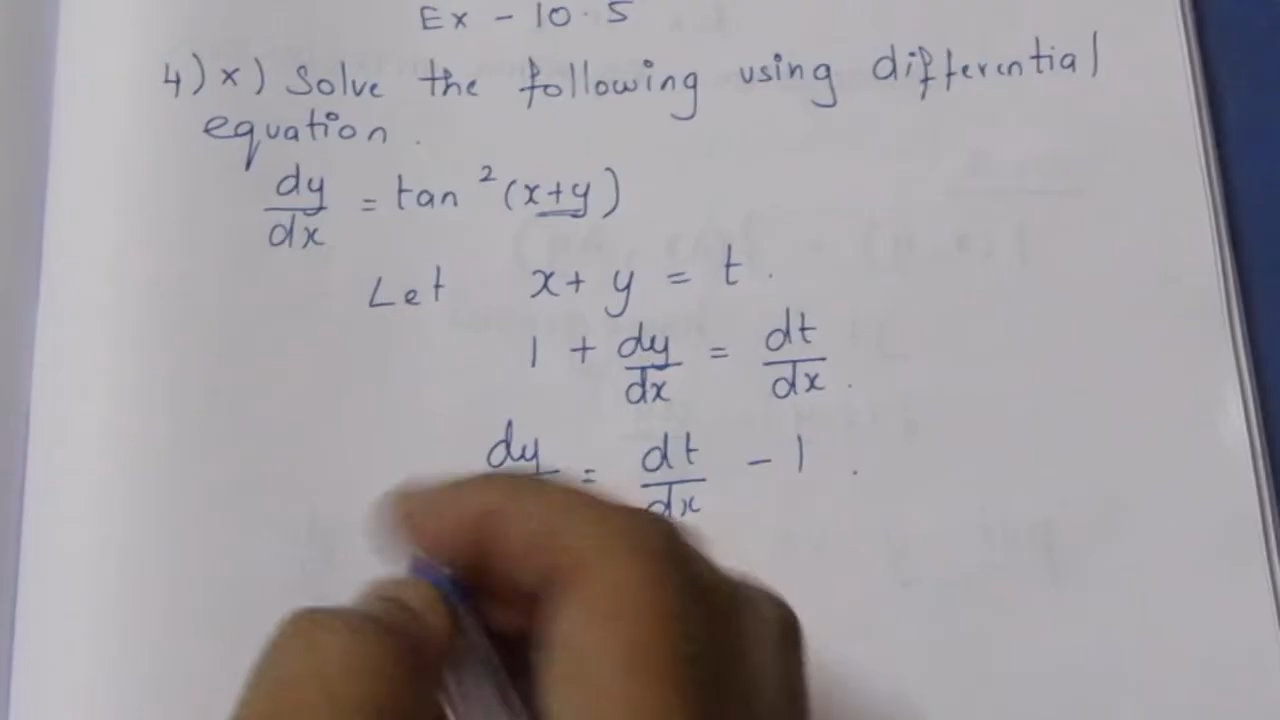 Ex - 10.5
4) x) Solve the following using differential
equation.
dy/dx = tan²(x+y)
Let x+y = t.
1 + dy/dx = dt/dx.
dy = dt/dx - 1.